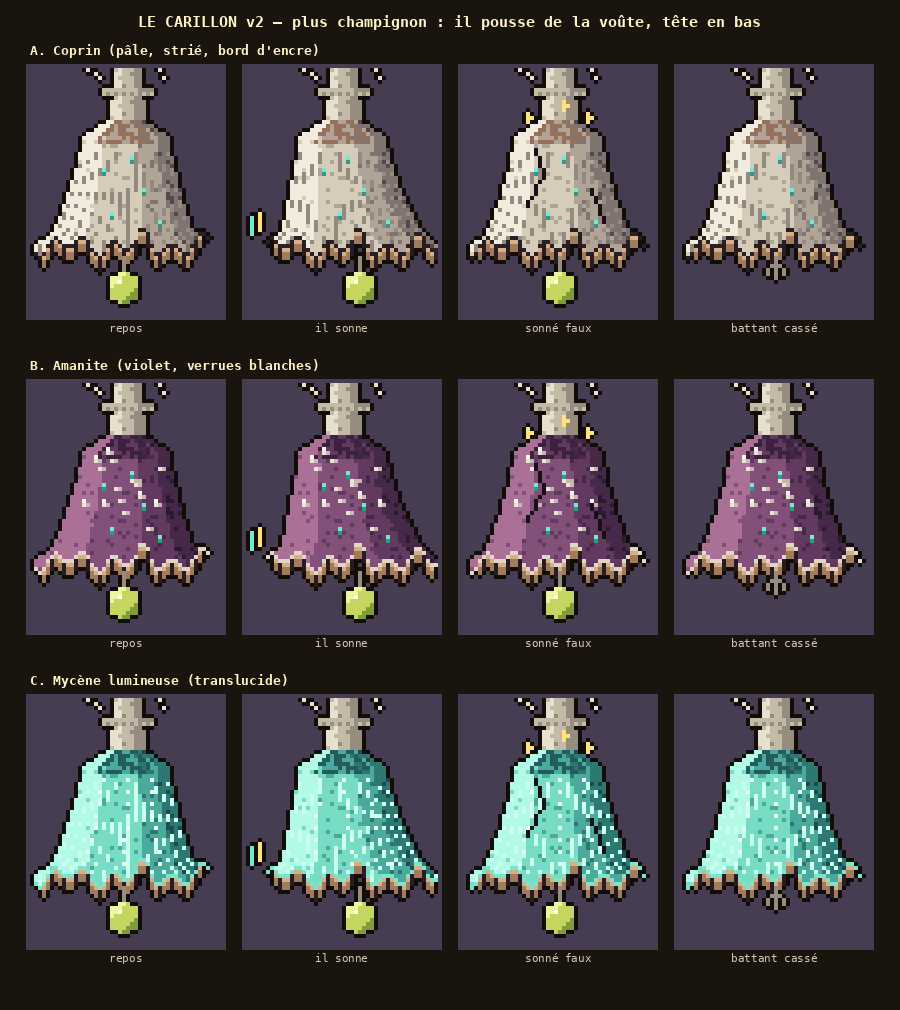 LE CARILLON v2 — plus champignon : il pousse de la voûte, tête en bas
A. Coprin (pâle, strié, bord d'encre)
repos
il sonne
sonné faux
battant cassé
B. Amanite (violet, verrues blanches)
repos
il sonne
sonné faux
battant cassé
C. Mycène lumineuse (translucide)
repos
il sonne
sonné faux
battant cassé